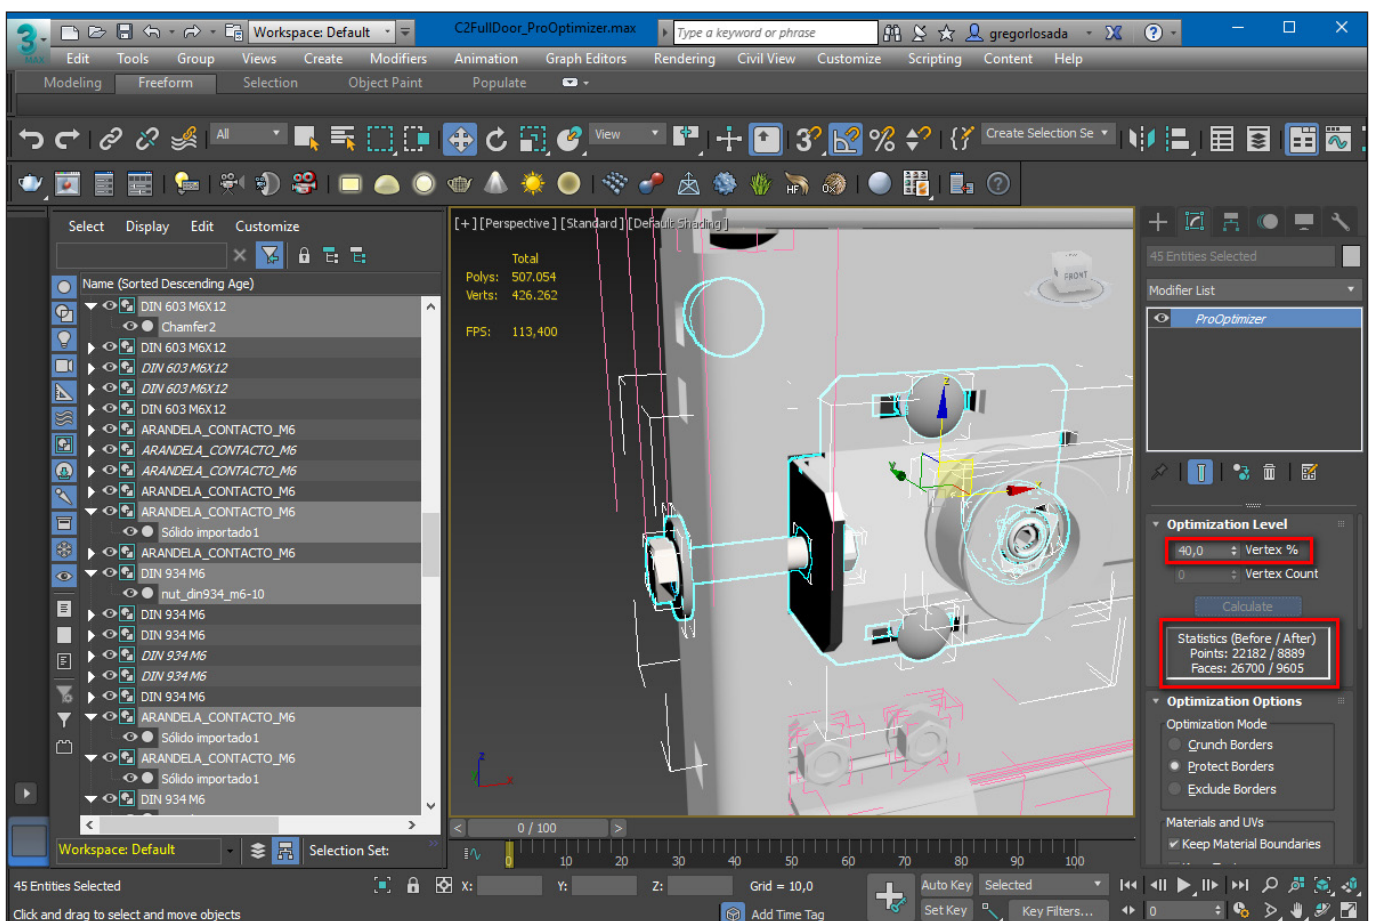 3 MAX Workspace: Default C2FullDoor_ProOptimizer.max Type a keyword or phrase gregorlosada
Edit Tools Group Views Create Modifiers Animation Graph Editors Rendering Civil View Customize Scripting Content Help
Modeling Freeform Selection Object Paint Populate
All View Create Selection Se
Select Display Edit Customize
Name (Sorted Descending Age)
DIN 603 M6X12
Chamfer2
DIN 603 M6X12
DIN 603 M6X12
DIN 603 M6X12
DIN 603 M6X12
ARANDELA_CONTACTO_M6
ARANDELA_CONTACTO_M6
ARANDELA_CONTACTO_M6
ARANDELA_CONTACTO_M6
ARANDELA_CONTACTO_M6
Sólido importado1
ARANDELA_CONTACTO_M6
DIN 934 M6
nut_din934_m6-10
DIN 934 M6
DIN 934 M6
DIN 934 M6
DIN 934 M6
DIN 934 M6
ARANDELA_CONTACTO_M6
Sólido importado1
ARANDELA_CONTACTO_M6
Sólido importado1
DIN 934 M6
Workspace: Default Selection Set:
[+] [Perspective] [Standard] [Default Shading]
Total
Polys: 507.054
Verts: 426.262
FPS: 113,400
FRONT
z
x
y
z
x
45 Entities Selected
Modifier List
ProOptimizer
Optimization Level
40,0 Vertex %
0 Vertex Count
Calculate
Statistics (Before / After)
Points: 22182 / 8889
Faces: 26700 / 9605
Optimization Options
Optimization Mode
Crunch Borders
Protect Borders
Exclude Borders
Materials and UVs
Keep Material Boundaries
0 / 100
0 10 20 30 40 50 60 70 80 90 100
45 Entities Selected X: Y: Z: Grid = 10,0 Auto Key Selected
Click and drag to select and move objects Add Time Tag Set Key Key Filters... 0